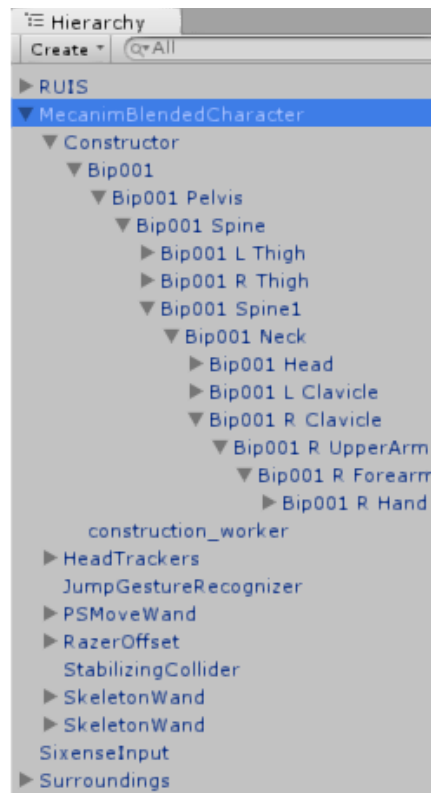 Hierarchy
Create All
RUIS
MecanimBlendedCharacter
Constructor
Bip001
Bip001 Pelvis
Bip001 Spine
Bip001 L Thigh
Bip001 R Thigh
Bip001 Spine1
Bip001 Neck
Bip001 Head
Bip001 L Clavicle
Bip001 R Clavicle
Bip001 R UpperArm
Bip001 R Forearm
Bip001 R Hand
construction_worker
HeadTrackers
JumpGestureRecognizer
PSMoveWand
RazerOffset
StabilizingCollider
SkeletonWand
SkeletonWand
SixenseInput
Surroundings